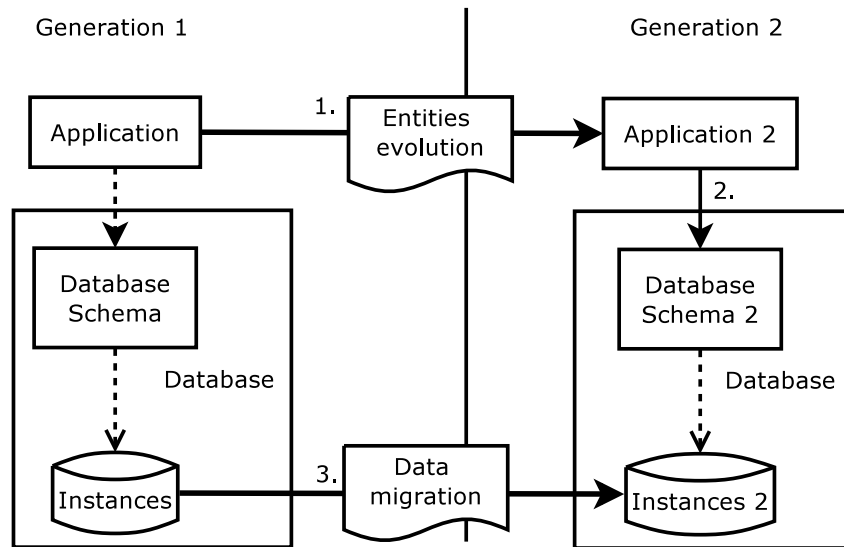 Generation 1
Generation 2
1.
Entities
evolution
Application
Application 2
2.
Database
Schema
Database
Schema 2
Database
Database
3.
Data
migration
Instances
Instances 2